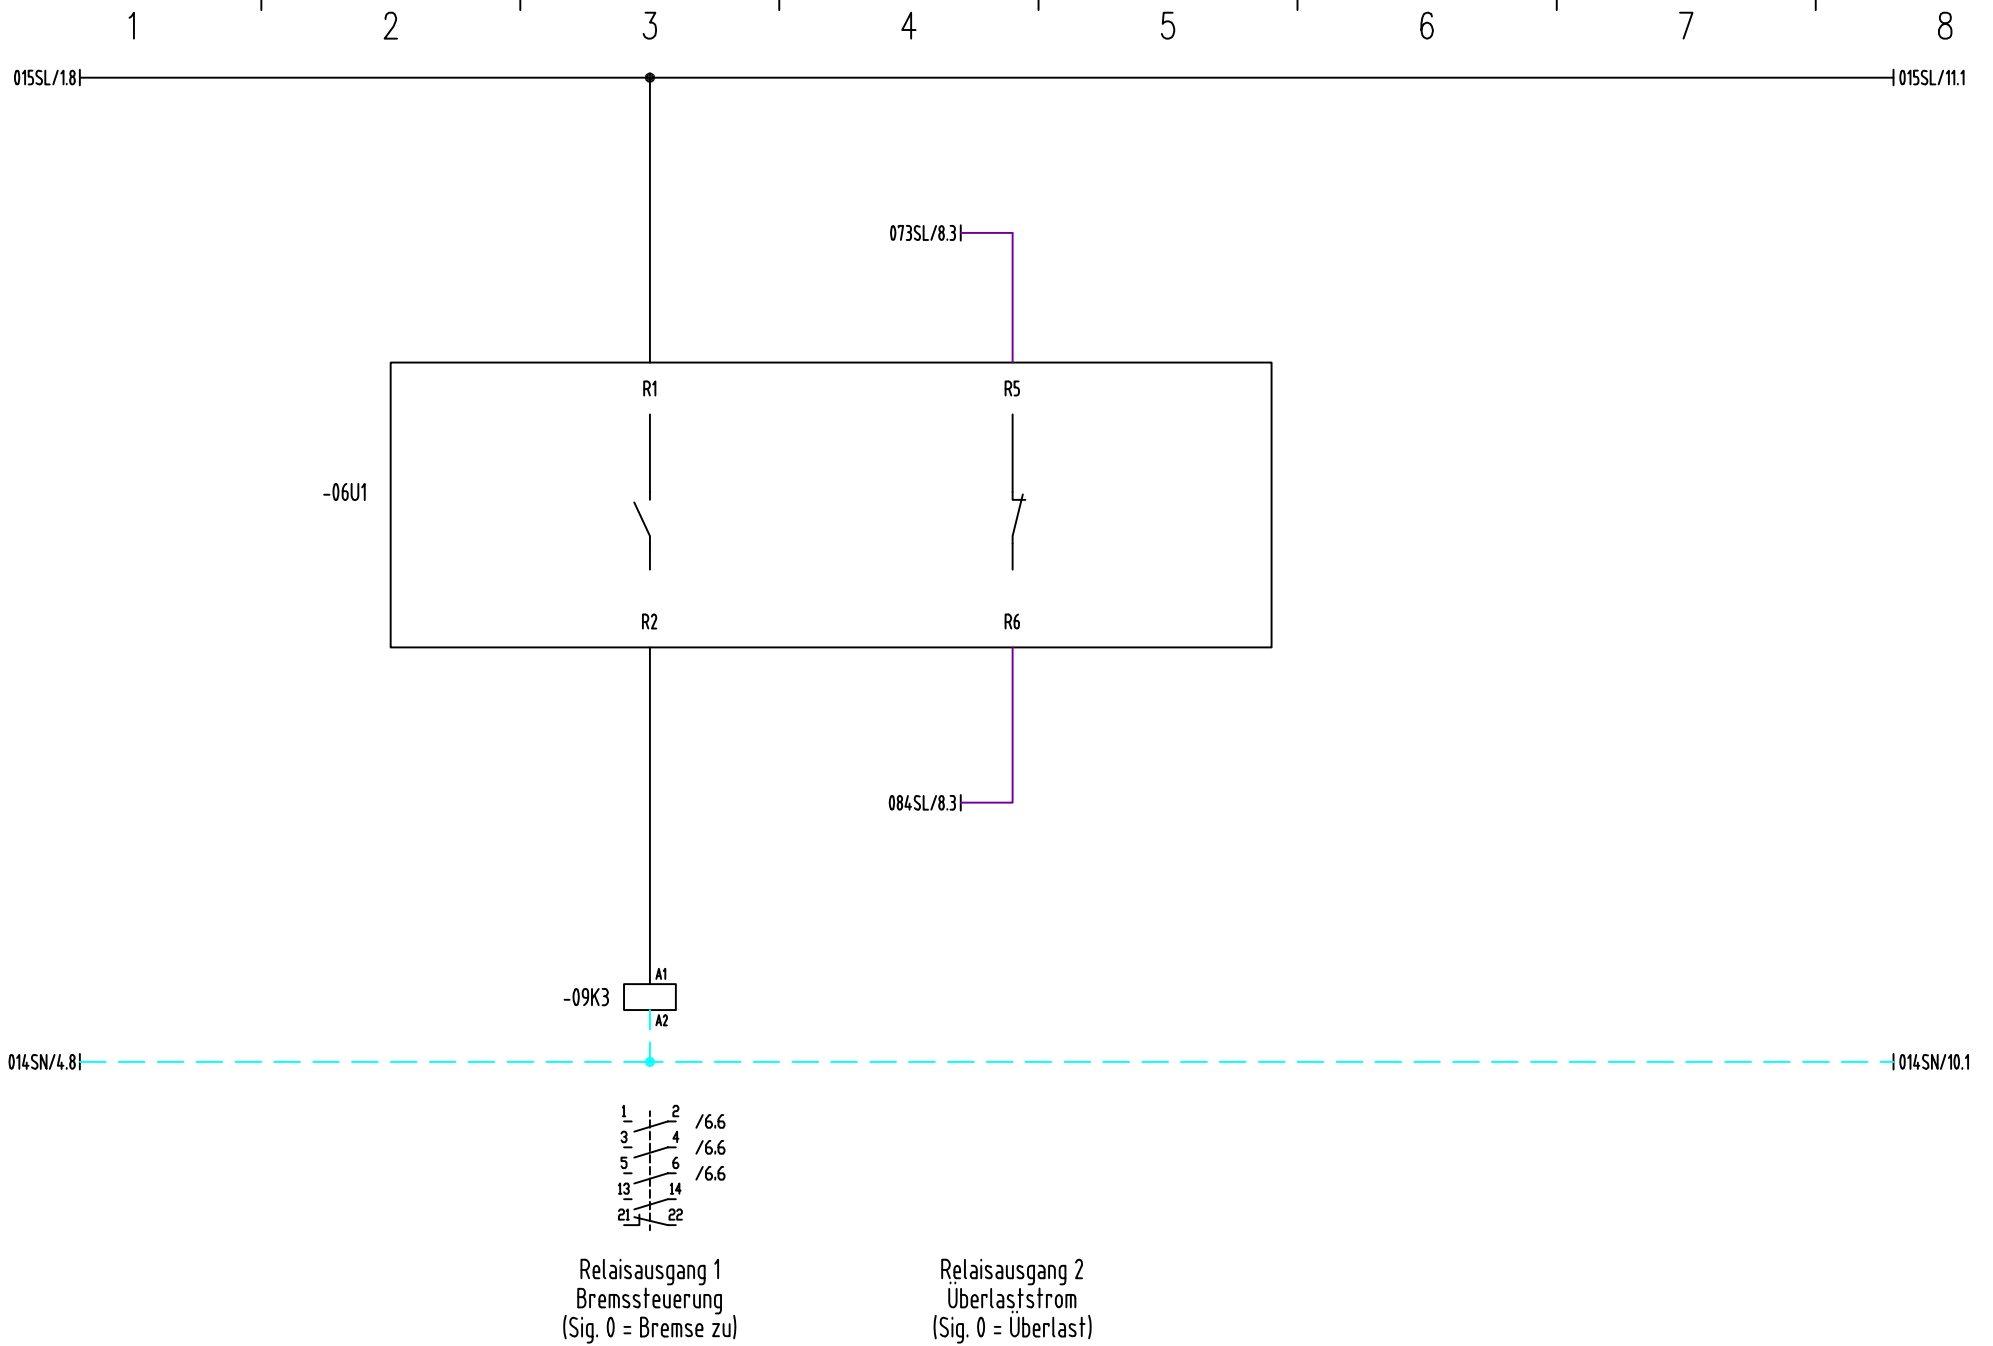 1 2 3 4 5 6 7 8
015SL/1.8 015SL/11.1
073SL/8.3
R1 R5
-06U1
R2 R6
084SL/8.3
A1
-09K3
A2
014SN/4.8 014SN/10.1
1 2 /6.6
3 4 /6.6
5 6 /6.6
13 14
21 22
Relaisausgang 1
Bremssteuerung
(Sig. 0 = Bremse zu)
Relaisausgang 2
Überlaststrom
(Sig. 0 = Überlast)